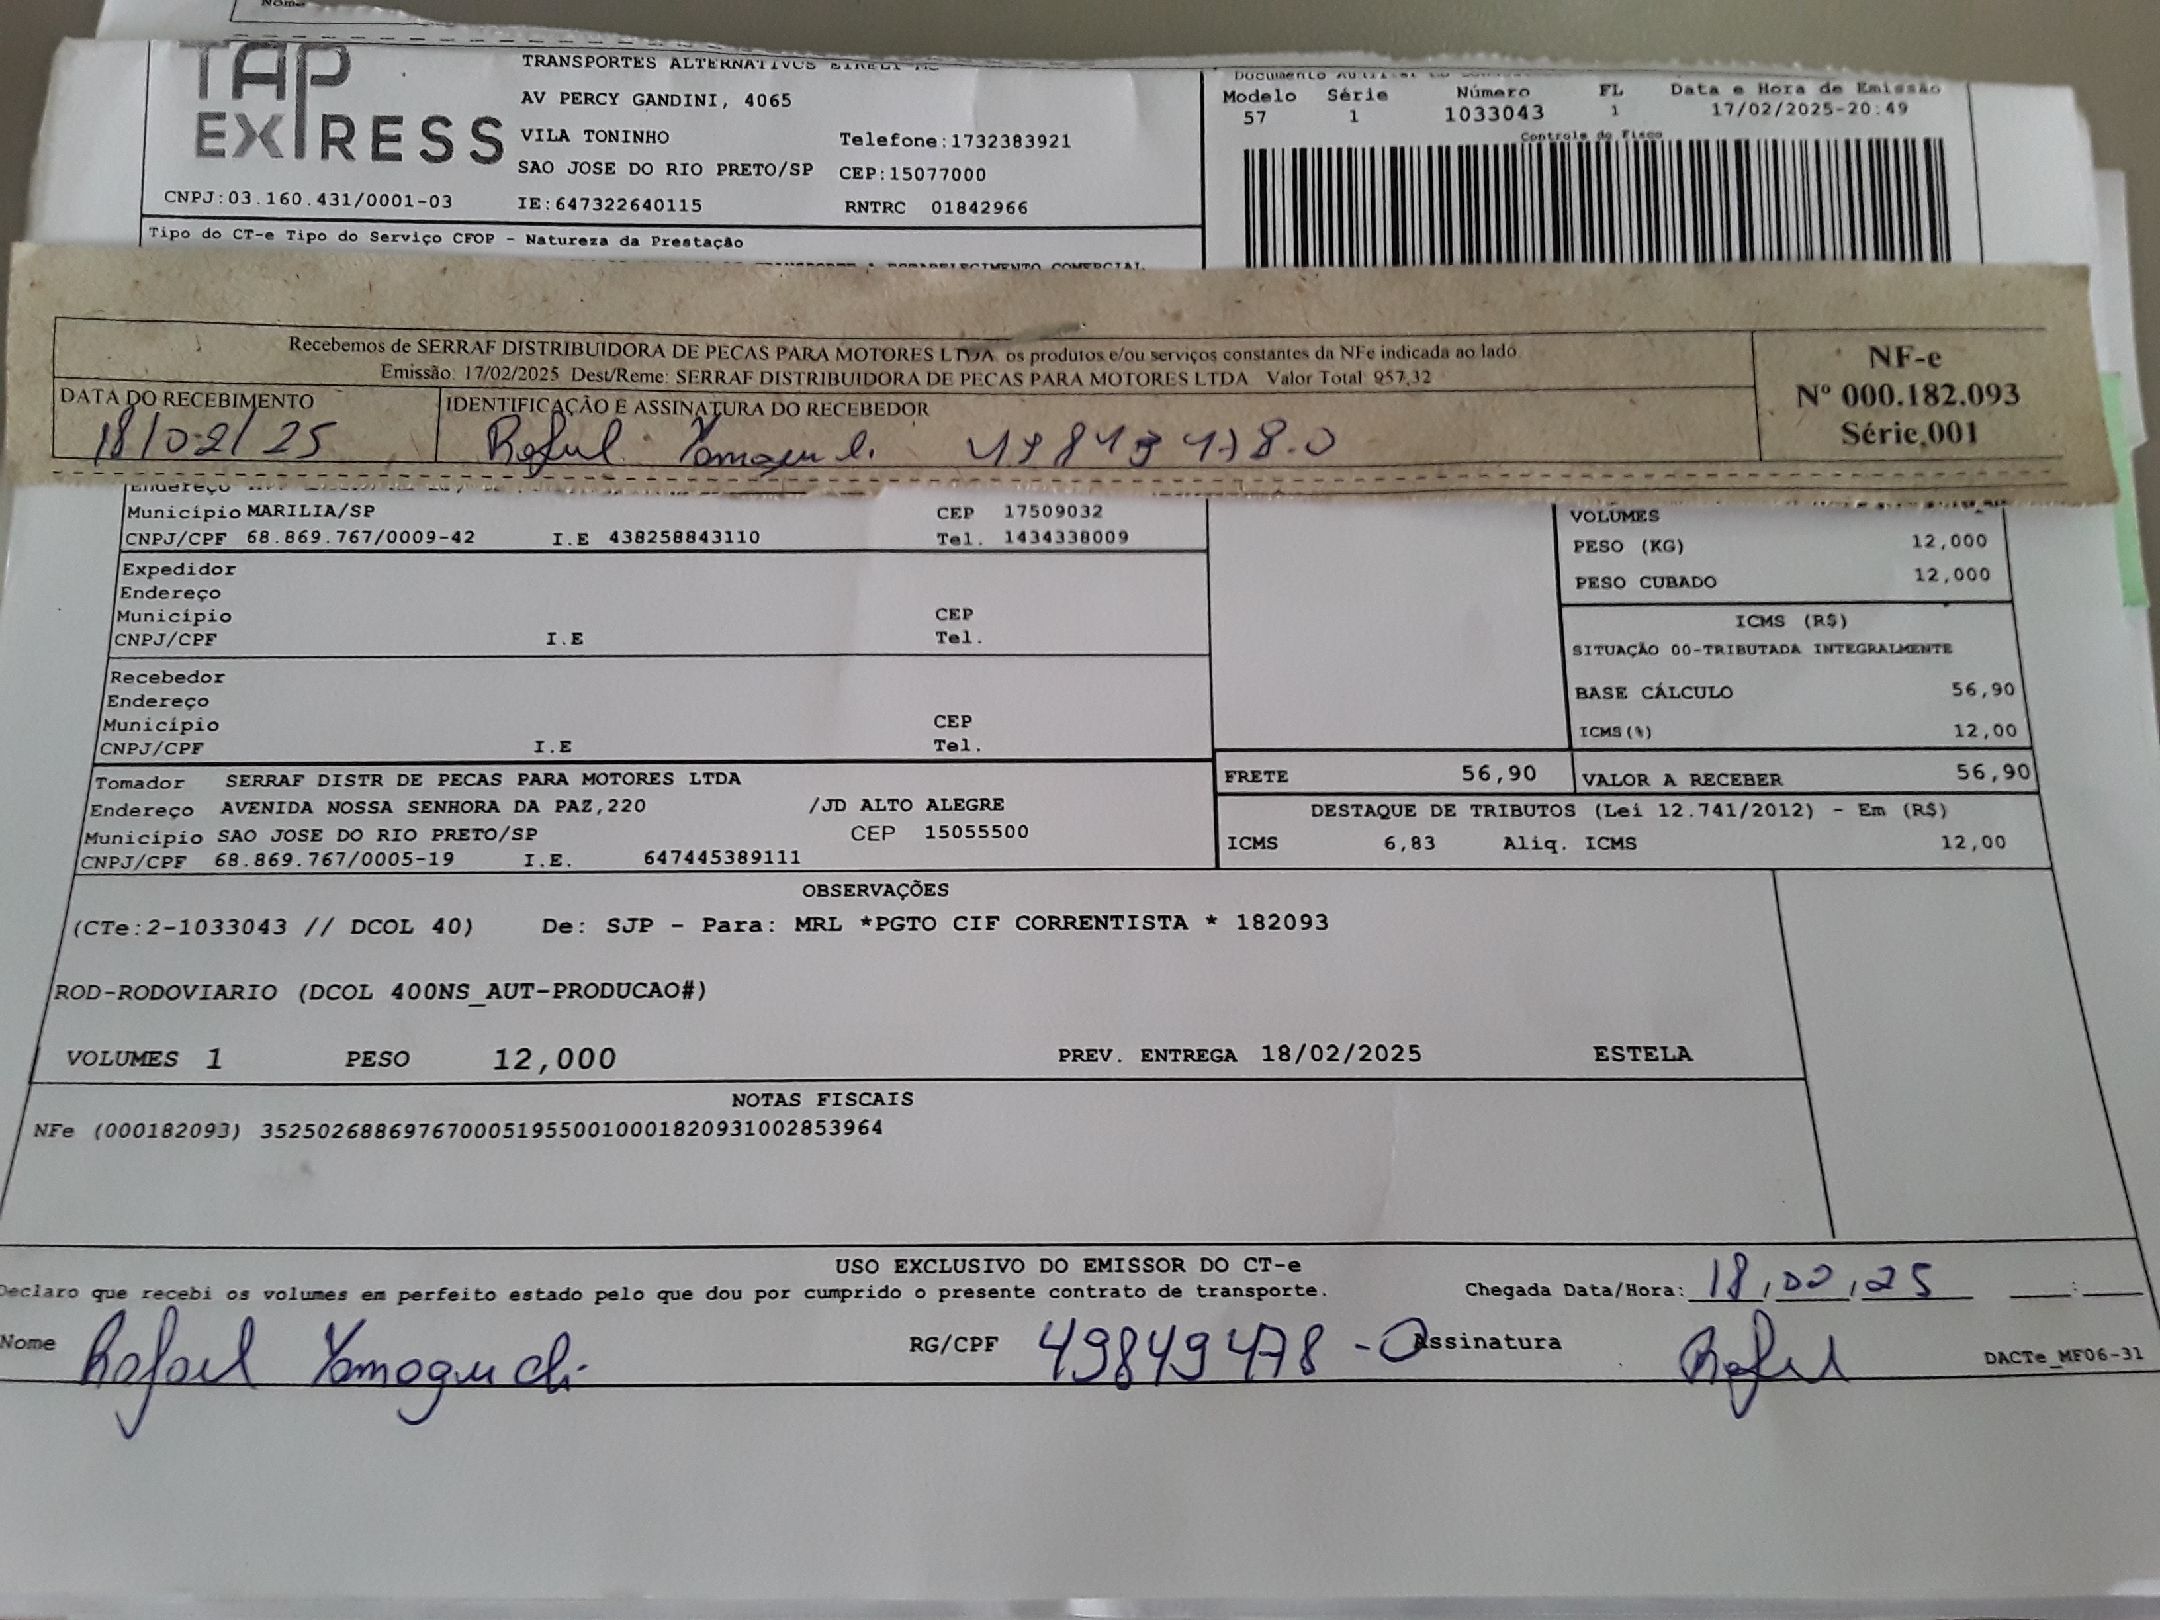 Nome
TAP EXPRESS
TRANSPORTES ALTERNATIVOS EIRELI
AV PERCY GANDINI, 4065
VILA TONINHO Telefone:1732383921
SAO JOSE DO RIO PRETO/SP CEP:15077000
CNPJ:03.160.431/0001-03 IE:647322640115 RNTRC 01842966
Tipo do CT-e Tipo do Serviço CFOP - Natureza da Prestação
ESTABELECIMENTO COMERCIAL
Documento
Modelo Série Número FL Data e Hora de Emissão
57 1 1033043 1 17/02/2025-20:49
Controle do Fisco
Recebemos de SERRAF DISTRIBUIDORA DE PECAS PARA MOTORES LTDA os produtos e/ou serviços constantes da NFe indicada ao lado.
Emissão: 17/02/2025 Dest/Reme: SERRAF DISTRIBUIDORA DE PECAS PARA MOTORES LTDA Valor Total: 957,32
DATA DO RECEBIMENTO IDENTIFICAÇÃO E ASSINATURA DO RECEBEDOR
18/02/25 Rafael Yamaguchi
NF-e
Nº 000.182.093
Série 001
Endereço
Município MARILIA/SP CEP 17509032
CNPJ/CPF 68.869.767/0009-42 I.E 438258843110 Tel. 1434338009
Expedidor
Endereço
Município CEP
CNPJ/CPF I.E Tel.
Recebedor
Endereço
Município CEP
CNPJ/CPF I.E Tel.
Tomador SERRAF DISTR DE PECAS PARA MOTORES LTDA
Endereço AVENIDA NOSSA SENHORA DA PAZ,220 /JD ALTO ALEGRE
Município SAO JOSE DO RIO PRETO/SP CEP 15055500
CNPJ/CPF 68.869.767/0005-19 I.E. 647445389111
VOLUMES
PESO (KG) 12,000
PESO CUBADO 12,000
ICMS (R$)
SITUAÇÃO 00-TRIBUTADA INTEGRALMENTE
BASE CÁLCULO 56,90
ICMS(%) 12,00
FRETE 56,90 VALOR A RECEBER 56,90
DESTAQUE DE TRIBUTOS (Lei 12.741/2012) - Em (R$)
ICMS 6,83 Aliq. ICMS 12,00
OBSERVAÇÕES
(CTe:2-1033043 // DCOL 40) De: SJP - Para: MRL *PGTO CIF CORRENTISTA * 182093
ROD-RODOVIARIO (DCOL 400NS_AUT-PRODUCAO#)
VOLUMES 1 PESO 12,000 PREV. ENTREGA 18/02/2025 ESTELA
NOTAS FISCAIS
NFe (000182093) 35250268869767000519550010001820931002853964
USO EXCLUSIVO DO EMISSOR DO CT-e
Declaro que recebi os volumes em perfeito estado pelo que dou por cumprido o presente contrato de transporte. Chegada Data/Hora: 18,02,25 :
Nome Rafael Yamaguchi RG/CPF 49849478-0 Assinatura Rafael DACTe_MF06-31